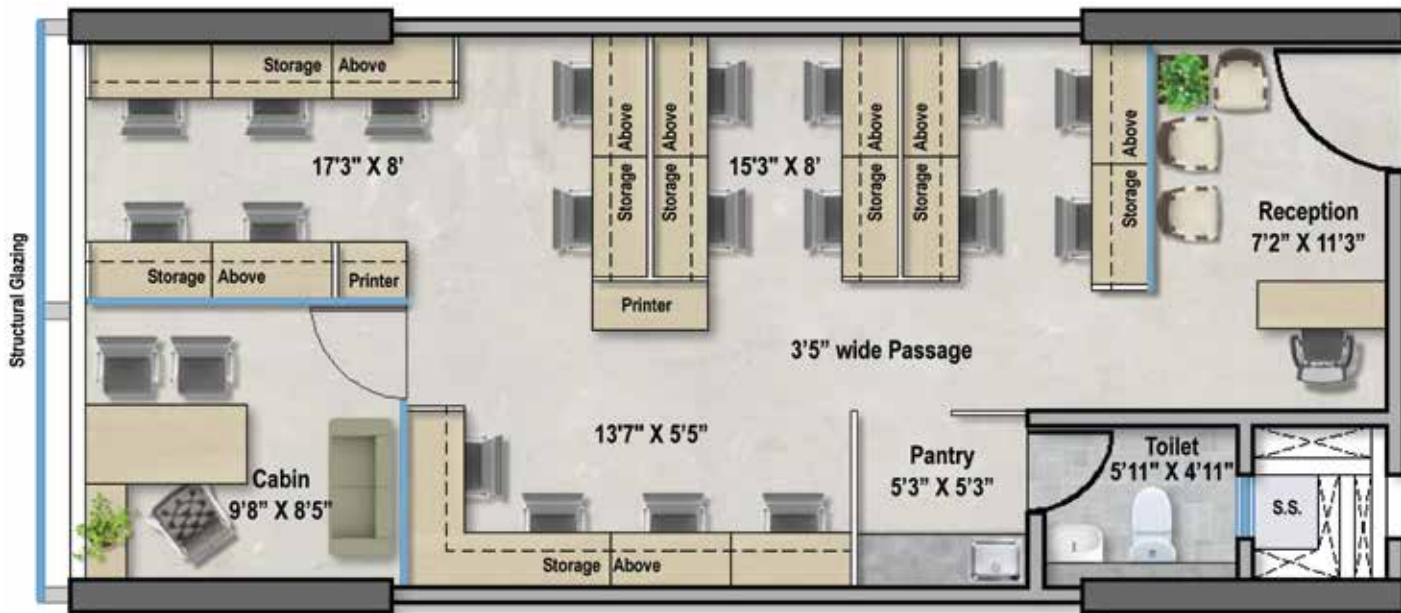 Storage Above
Above
Above
Above
Above
Above
17'3" X 8'
15'3" X 8'
Storage
Storage
Storage
Storage
Storage
Reception
7'2" X 11'3"
Structural Glazing
Storage Above
Printer
Printer
3'5” wide Passage
13'7" X 5'5”
Cabin
9'8” X 8'5”
Pantry
5'3” X 5'3”
Toilet
5'11” X 4'11”
S.S.
Storage Above